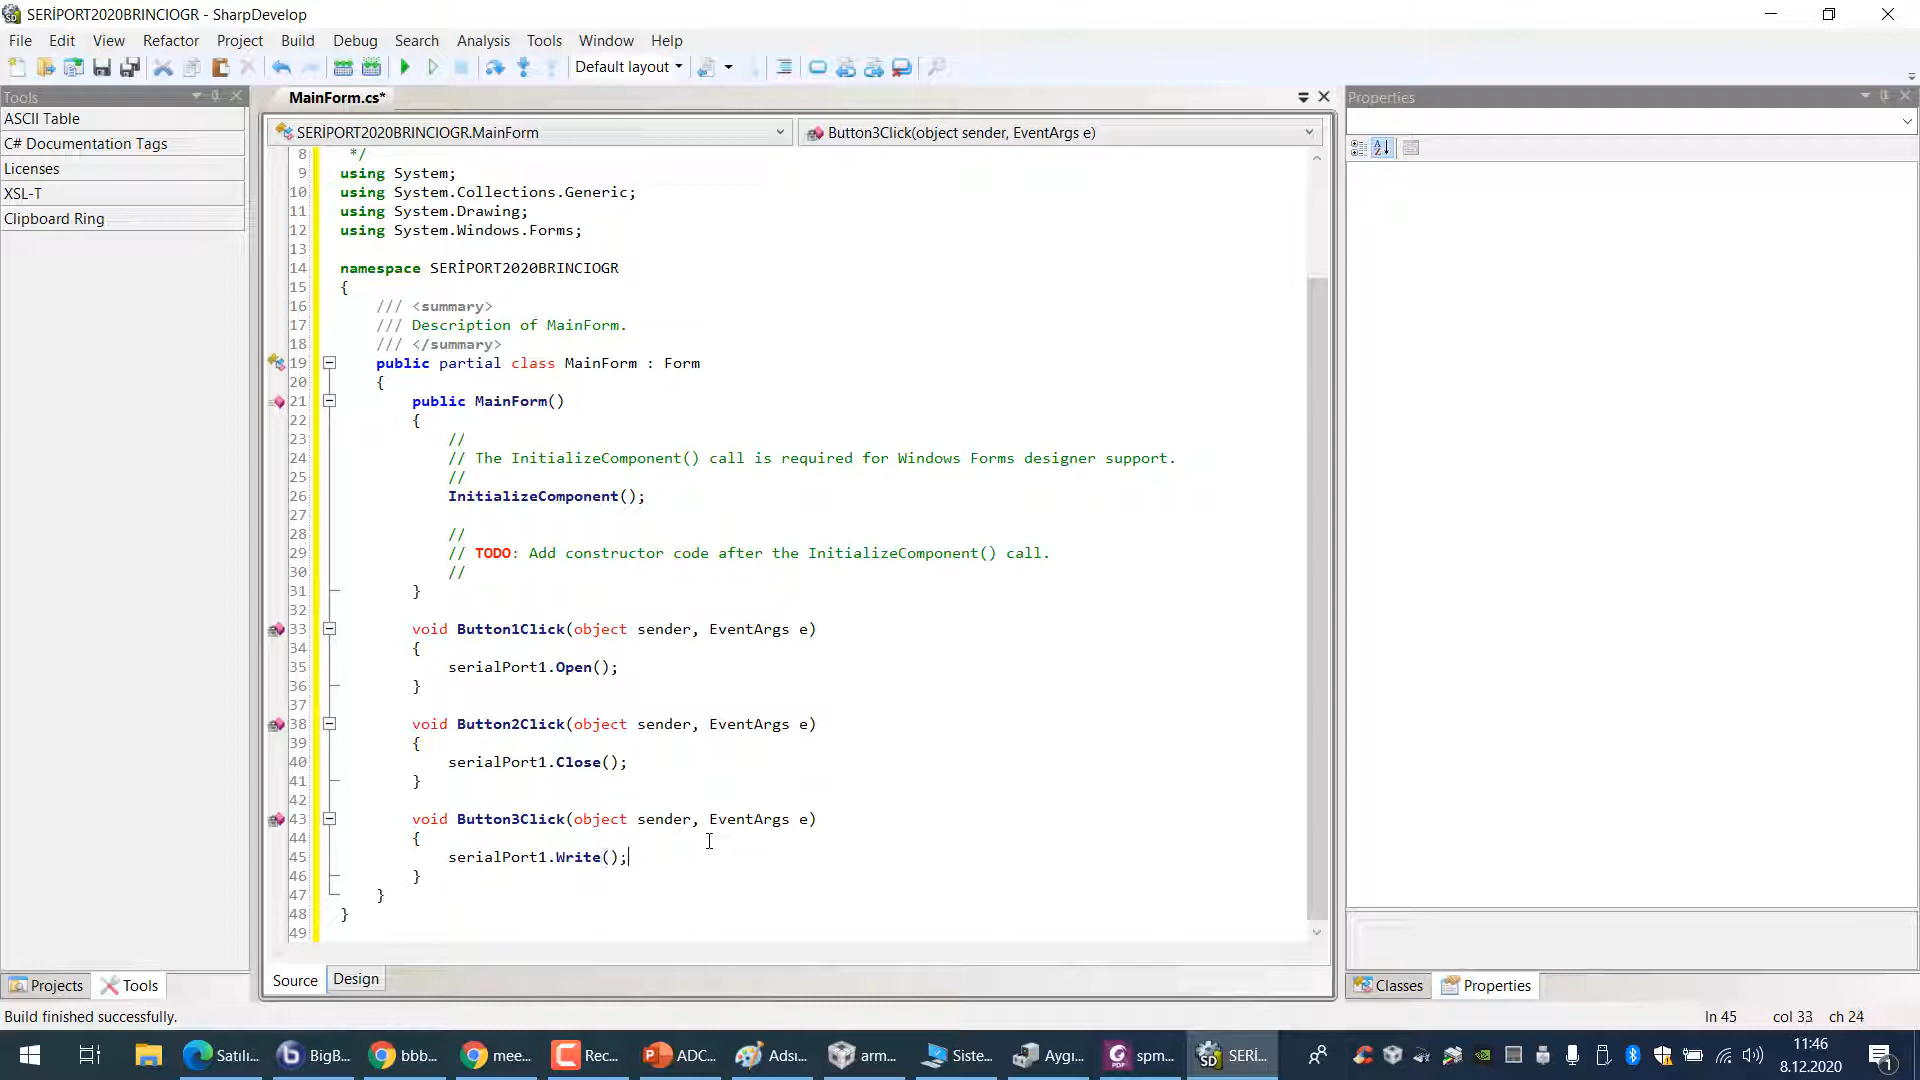 SERİPORT2020BRINCIOGR - SharpDevelop
File Edit View Refactor Project Build Debug Search Analysis Tools Window Help
Default layout
Tools
ASCII Table
C# Documentation Tags
Licenses
XSL-T
Clipboard Ring
Projects
Tools
MainForm.cs*
SERİPORT2020BRINCIOGR.MainForm
Button3Click(object sender, EventArgs e)
8 */
9 using System;
10 using System.Collections.Generic;
11 using System.Drawing;
12 using System.Windows.Forms;
13
14 namespace SERİPORT2020BRINCIOGR
15 {
16 /// <summary>
17 /// Description of MainForm.
18 /// </summary>
19 public partial class MainForm : Form
20 {
21 public MainForm()
22 {
23 //
24 // The InitializeComponent() call is required for Windows Forms designer support.
25 //
26 InitializeComponent();
27
28 //
29 // TODO: Add constructor code after the InitializeComponent() call.
30 //
31 }
32
33 void Button1Click(object sender, EventArgs e)
34 {
35 serialPort1.Open();
36 }
37
38 void Button2Click(object sender, EventArgs e)
39 {
40 serialPort1.Close();
41 }
42
43 void Button3Click(object sender, EventArgs e)
44 {
45 serialPort1.Write();
46 }
47 }
48 }
49
Source
Design
Properties
Classes
Properties
Build finished successfully.
ln 45 col 33 ch 24
Satılı...
BigB...
bbb...
mee...
Rec...
ADC...
Adsı...
arm...
Siste...
Aygı...
spm...
SERİ...
11:46
8.12.2020
1